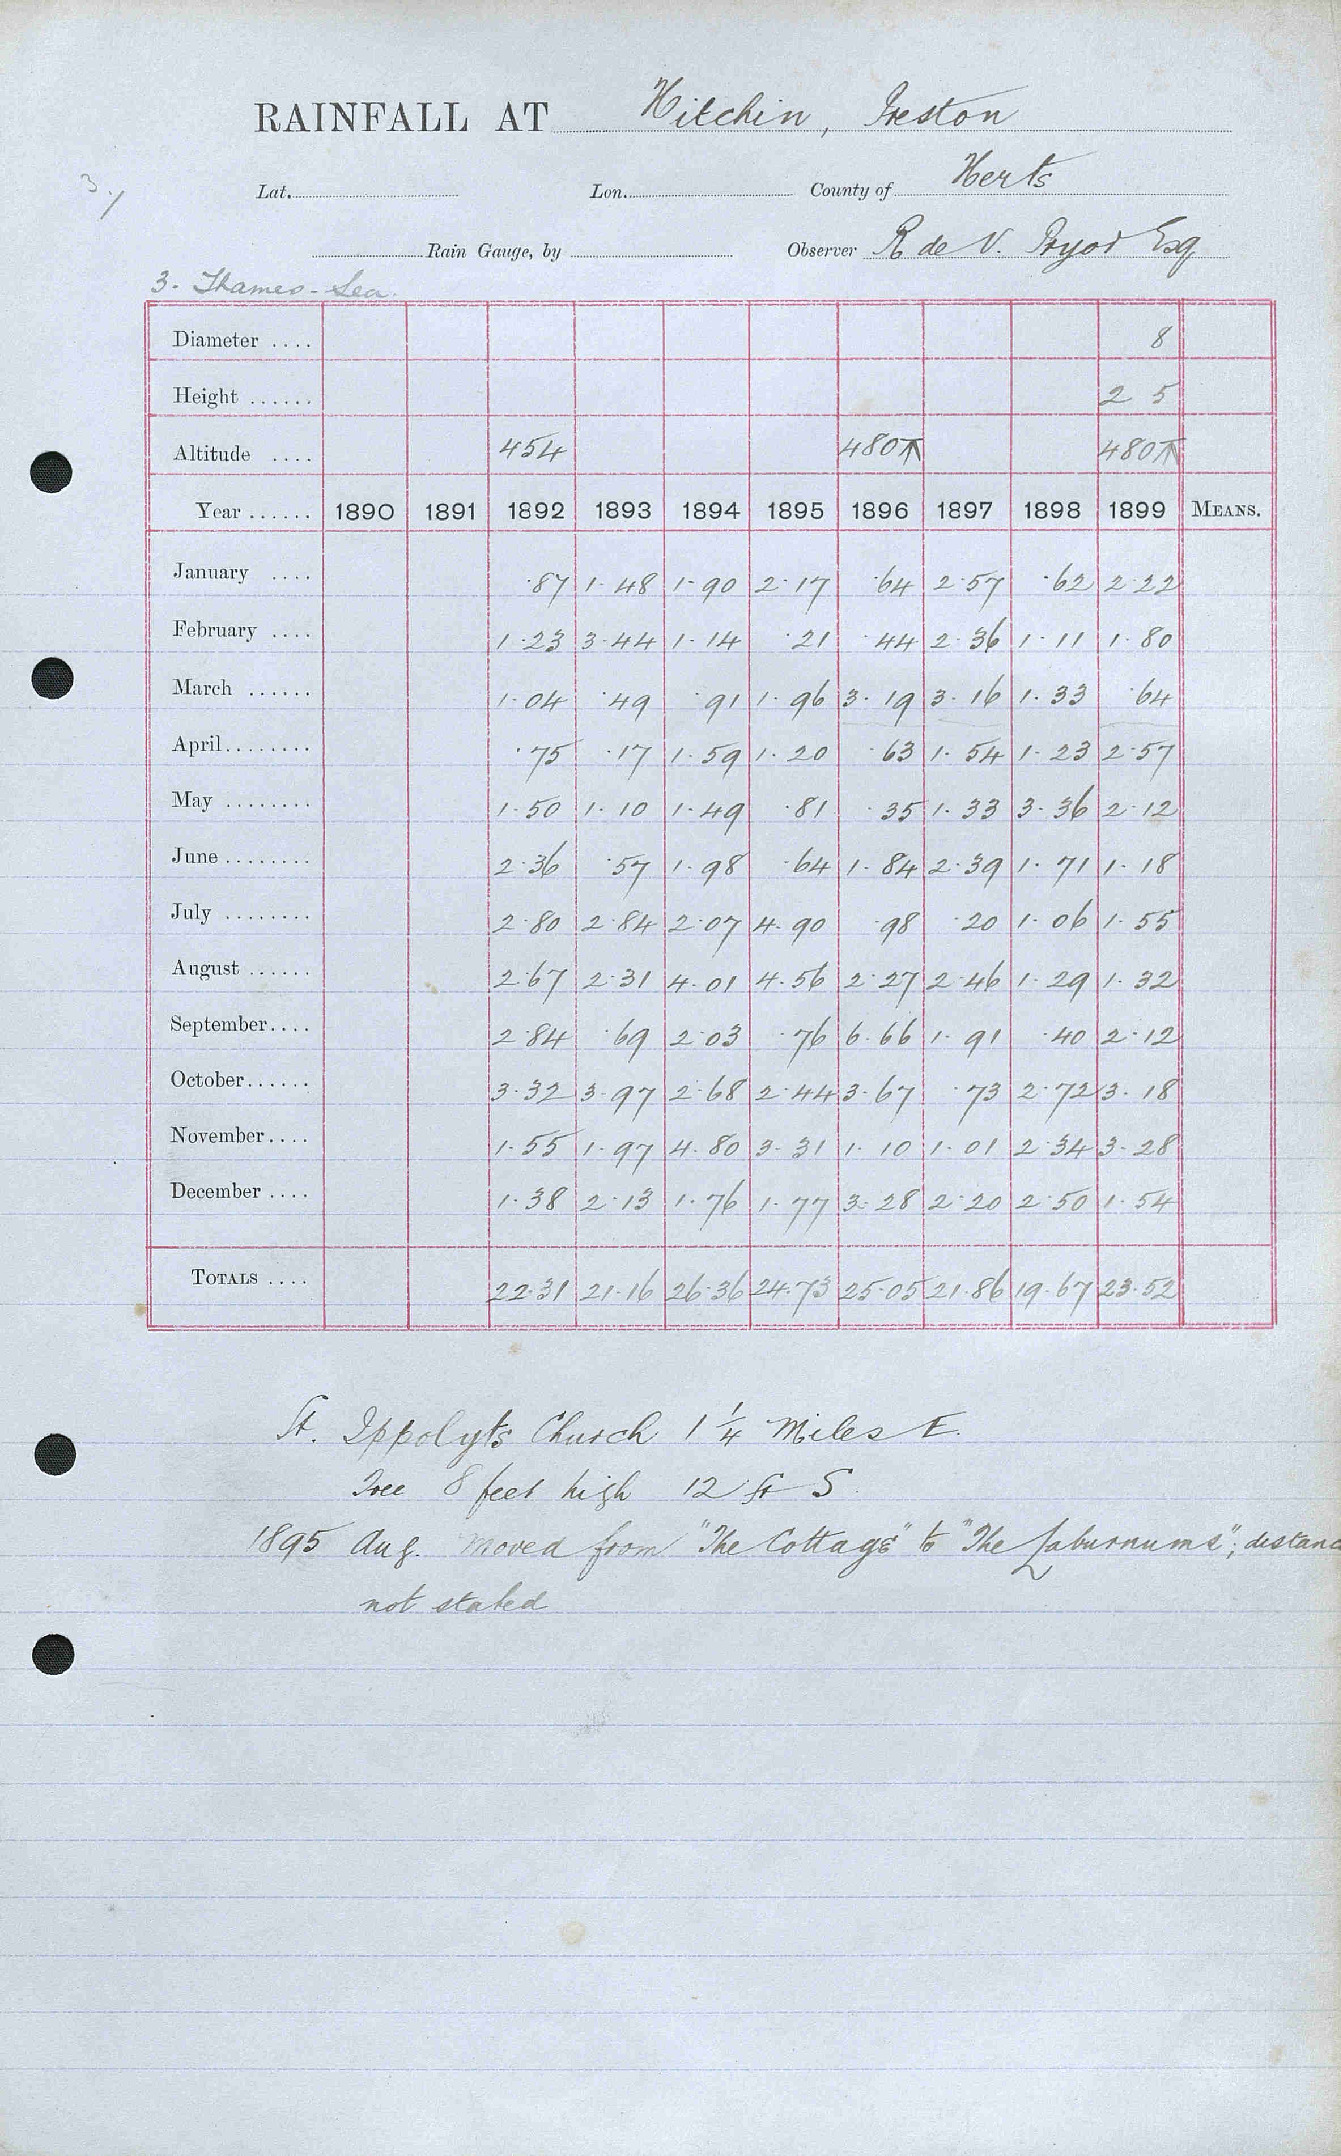 RAINFALL AT Hitchin, Preston
3.
Lat. Lon. County of Herts
Rain Gauge, by Observer R de V. Pryor Esq
3. Thames-Sea.
Diameter .... 8
Height ...... 2 5
Altitude .... 454 480 480
Year ...... 1890 1891 1892 1893 1894 1895 1896 1897 1898 1899 MEANS.
January .... ·87 1·48 1·90 2·17 ·64 2·57 ·62 2·22
February .... 1·23 3·44 1·14 ·21 ·44 2·36 1·11 1·80
March ...... 1·04 ·49 ·91 1·96 3·19 3·16 1·33 ·64
April........ ·75 ·17 1·59 1·20 ·63 1·54 1·23 2·57
May ........ 1·50 1·10 1·49 ·81 ·35 1·33 3·36 2·12
June ........ 2·36 ·57 1·98 ·64 1·84 2·39 1·71 1·18
July ........ 2·80 2·84 2·07 4·90 ·98 ·20 1·06 1·55
August ...... 2·67 2·31 4·01 4·56 2·27 2·46 1·29 1·32
September.... 2·84 ·69 2·03 ·76 6·66 1·91 ·40 2·12
October...... 3·32 3·97 2·68 2·44 3·67 ·73 2·72 3·18
November.... 1·55 1·97 4·80 3·31 1·10 1·01 2·34 3·28
December .... 1·38 2·13 1·76 1·77 3·28 2·20 2·50 1·54
TOTALS .... 22·31 21·16 26·36 24·73 25·05 21·86 19·67 23·52
St. Ippolyts Church 1 1/4 Miles E.
Tree 8 feet high 12 ft S
1895 Aug. moved from "The Cottage" to "The Laburnums"; distanc
not stated